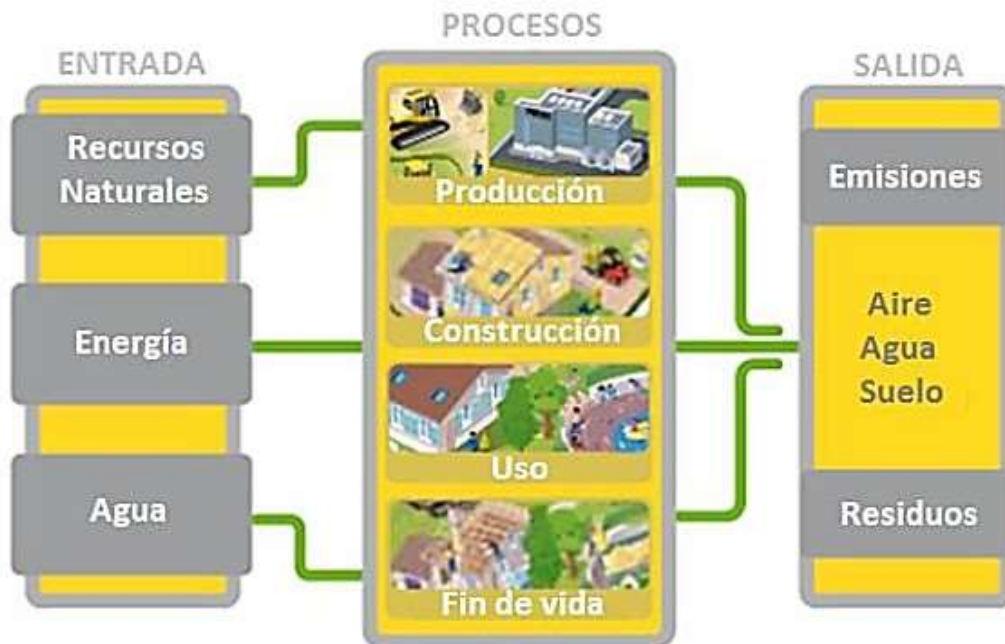 PROCESOS
ENTRADA
SALIDA
Recursos
Naturales
Energía
Agua
Producción
Construcción
Uso
Fin de vida
Emisiones
Aire
Agua
Suelo
Residuos